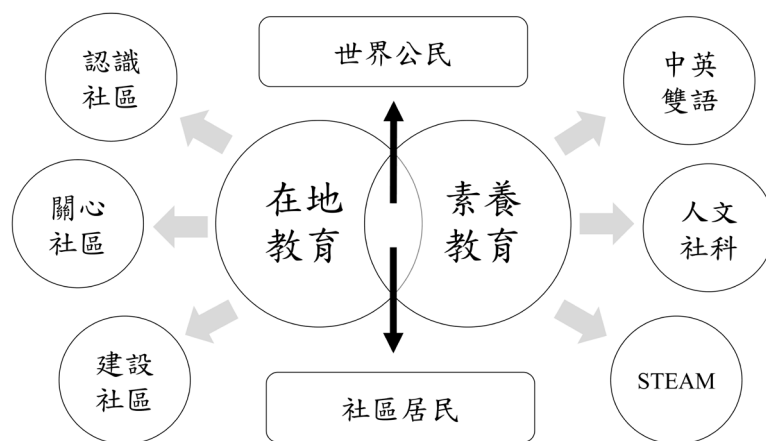 世界公民
認識
社區
中英
雙語
在地
教育
素養
教育
關心
社區
人文
社科
建設
社區
STEAM
社區居民